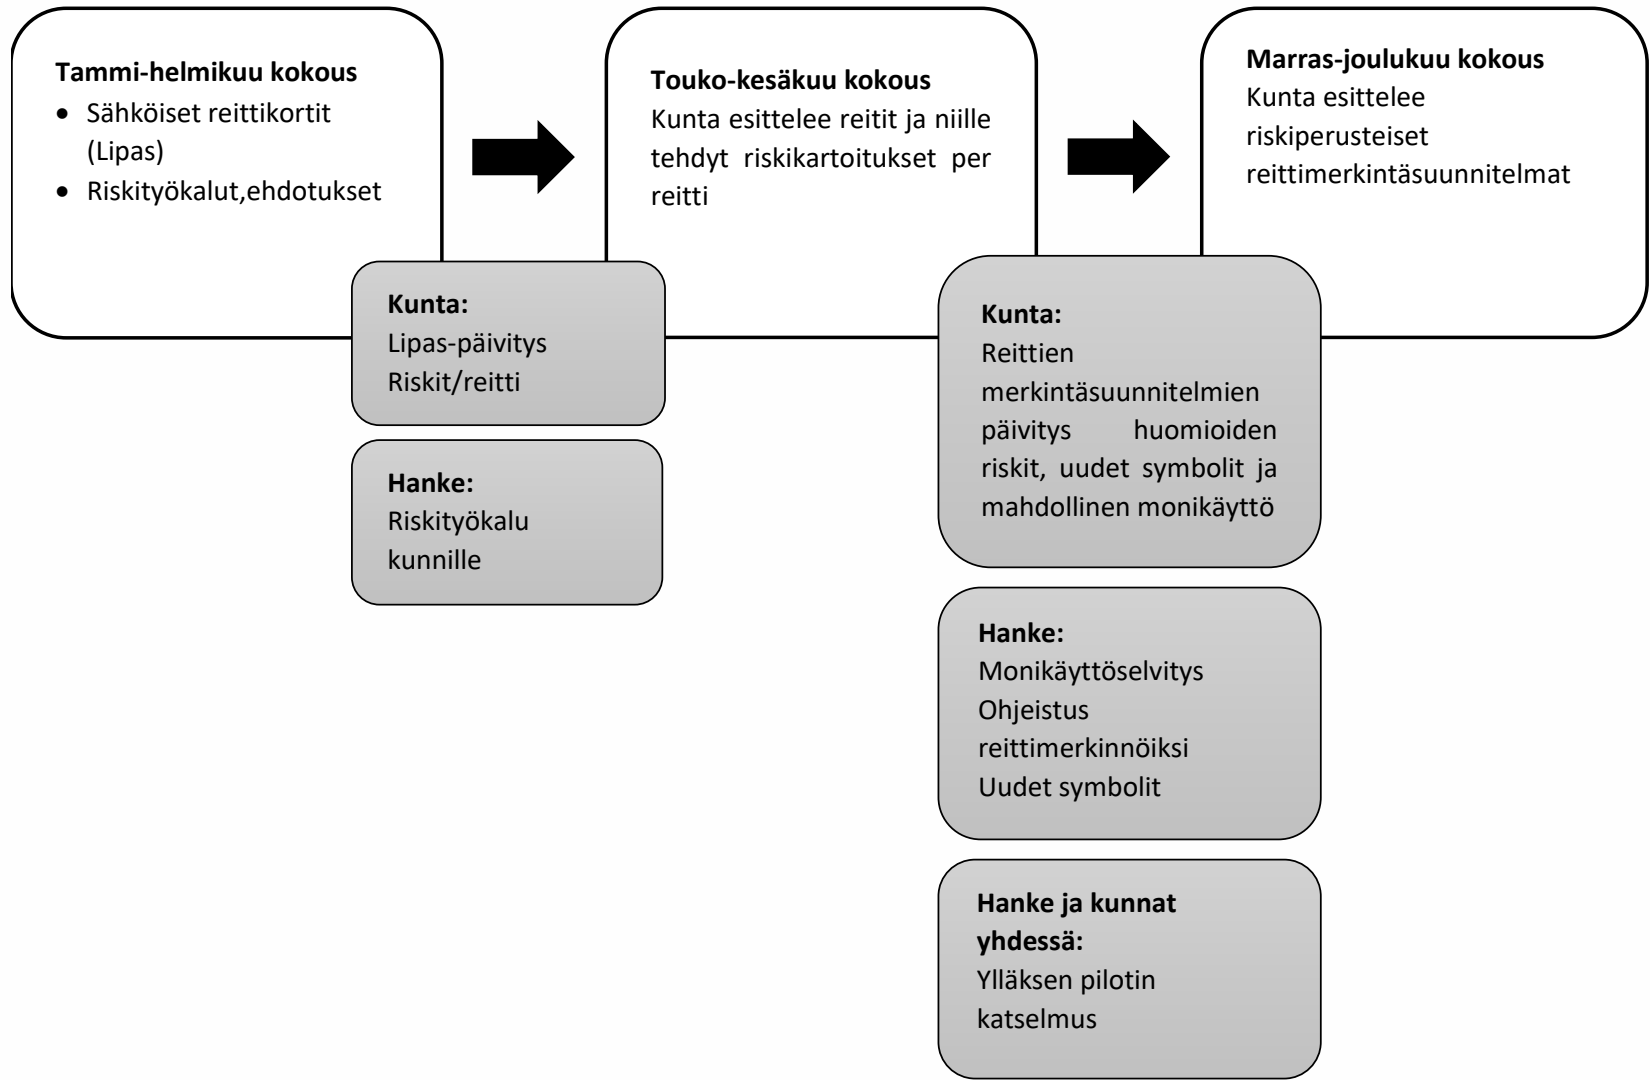 Tammi-helmikuu kokous
• Sähköiset reittikortit
(Lipas)
• Riskityökalut,ehdotukset
Touko-kesäkuu kokous
Kunta esittelee reitit ja niille
tehdyt riskikartoitukset per
reitti
Marras-joulukuu kokous
Kunta esittelee
riskiperusteiset
reittimerkintäsuunnitelmat
Kunta:
Lipas-päivitys
Riskit/reitti
Hanke:
Riskityökalu
kunnille
Kunta:
Reittien
merkintäsuunnitelmien
päivitys huomioiden
riskit, uudet symbolit ja
mahdollinen monikäyttö
Hanke:
Monikäyttöselvitys
Ohjeistus
reittimerkinnöiksi
Uudet symbolit
Hanke ja kunnat
yhdessä:
Ylläksen pilotin
katselmus